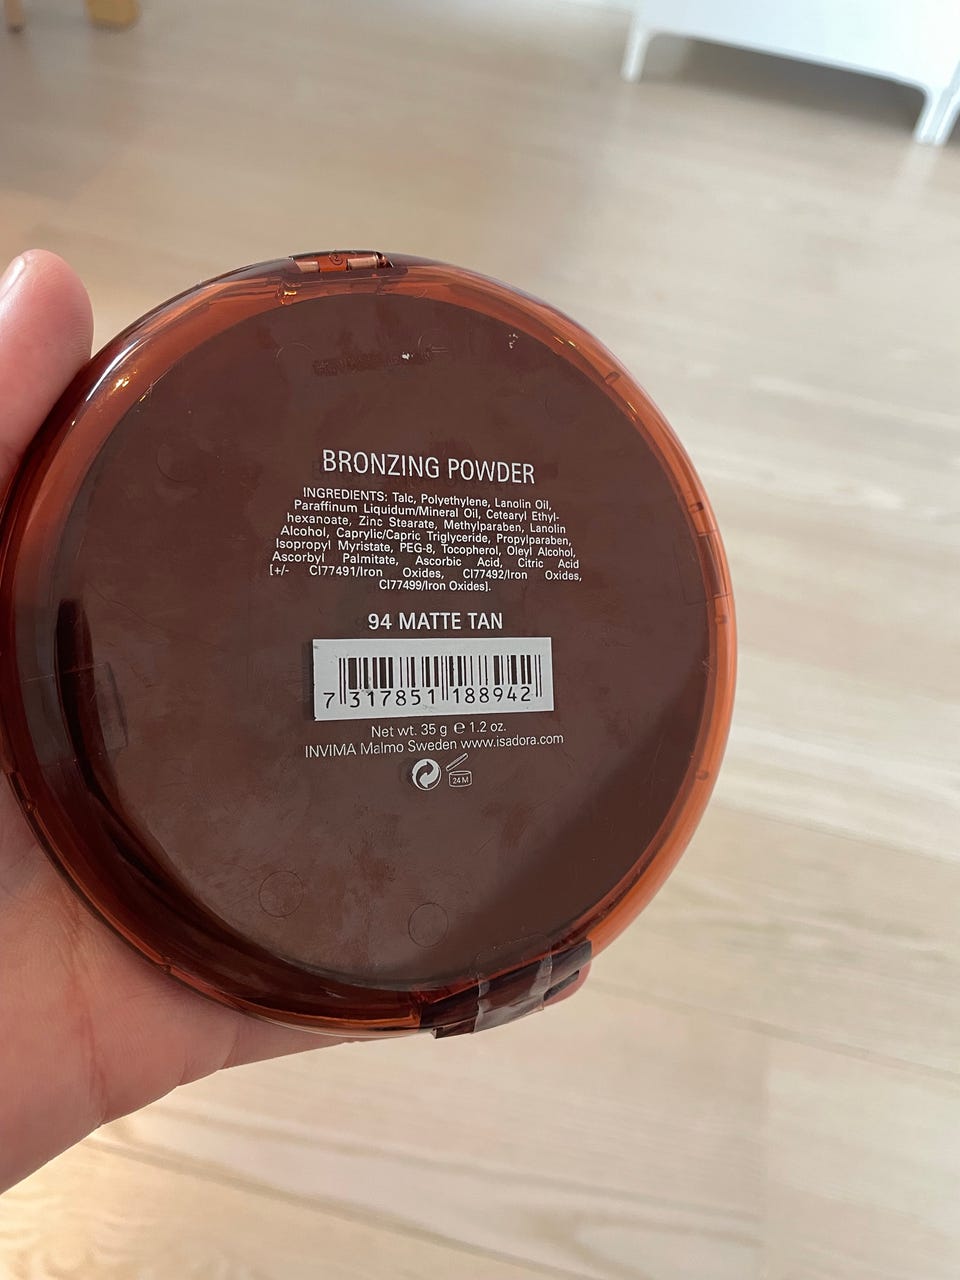 BRONZING POWDER
INGREDIENTS: Talc, Polyethylene, Lanolin Oil,
Paraffinum Liquidum/Mineral Oil, Cetearyl Ethyl-
hexanoate, Zinc Stearate, Methylparaben, Lanolin
Alcohol, Caprylic/Capric Triglyceride, Propylparaben,
Isopropyl Myristate, PEG-8, Tocopherol, Oleyl Alcohol,
Ascorbyl Palmitate, Ascorbic Acid, Citric Acid
[+/- CI77491/Iron Oxides, CI77492/Iron Oxides,
CI77499/Iron Oxides].
94 MATTE TAN
7 317851 188942
Net wt. 35 g ℮ 1.2 oz.
INVIMA Malmo Sweden www.isadora.com
24 M